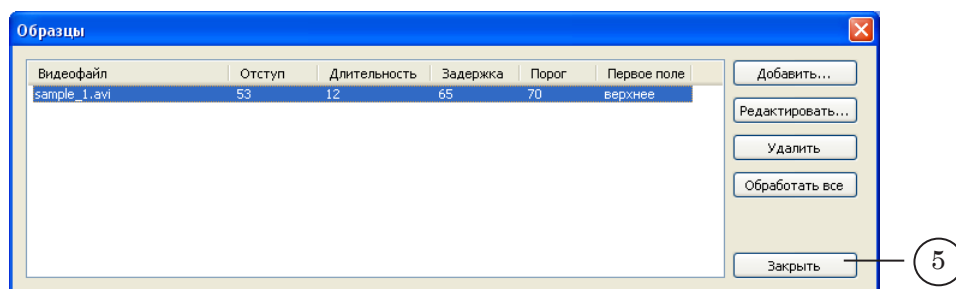 Образцы
Видеофайл Отступ Длительность Задержка Порог Первое поле
sample_1.avi 53 12 65 70 верхнее
Добавить...
Редактировать...
Удалить
Обработать все
Закрыть
5